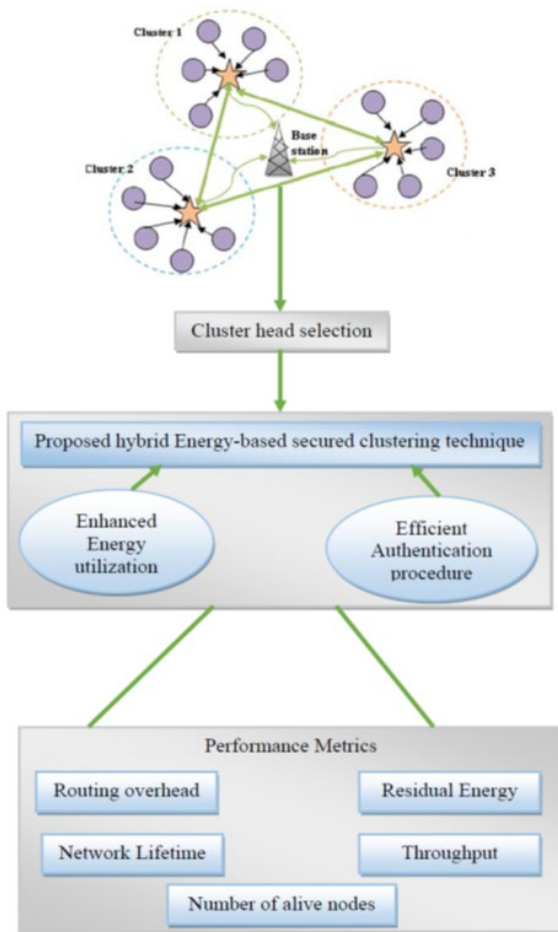 Cluster 1
Base
station
Cluster 2
Cluster 3
Cluster head selection
Proposed hybrid Energy-based secured clustering technique
Enhanced
Energy
utilization
Efficient
Authentication
procedure
Performance Metrics
Routing overhead
Residual Energy
Network Lifetime
Throughput
Number of alive nodes